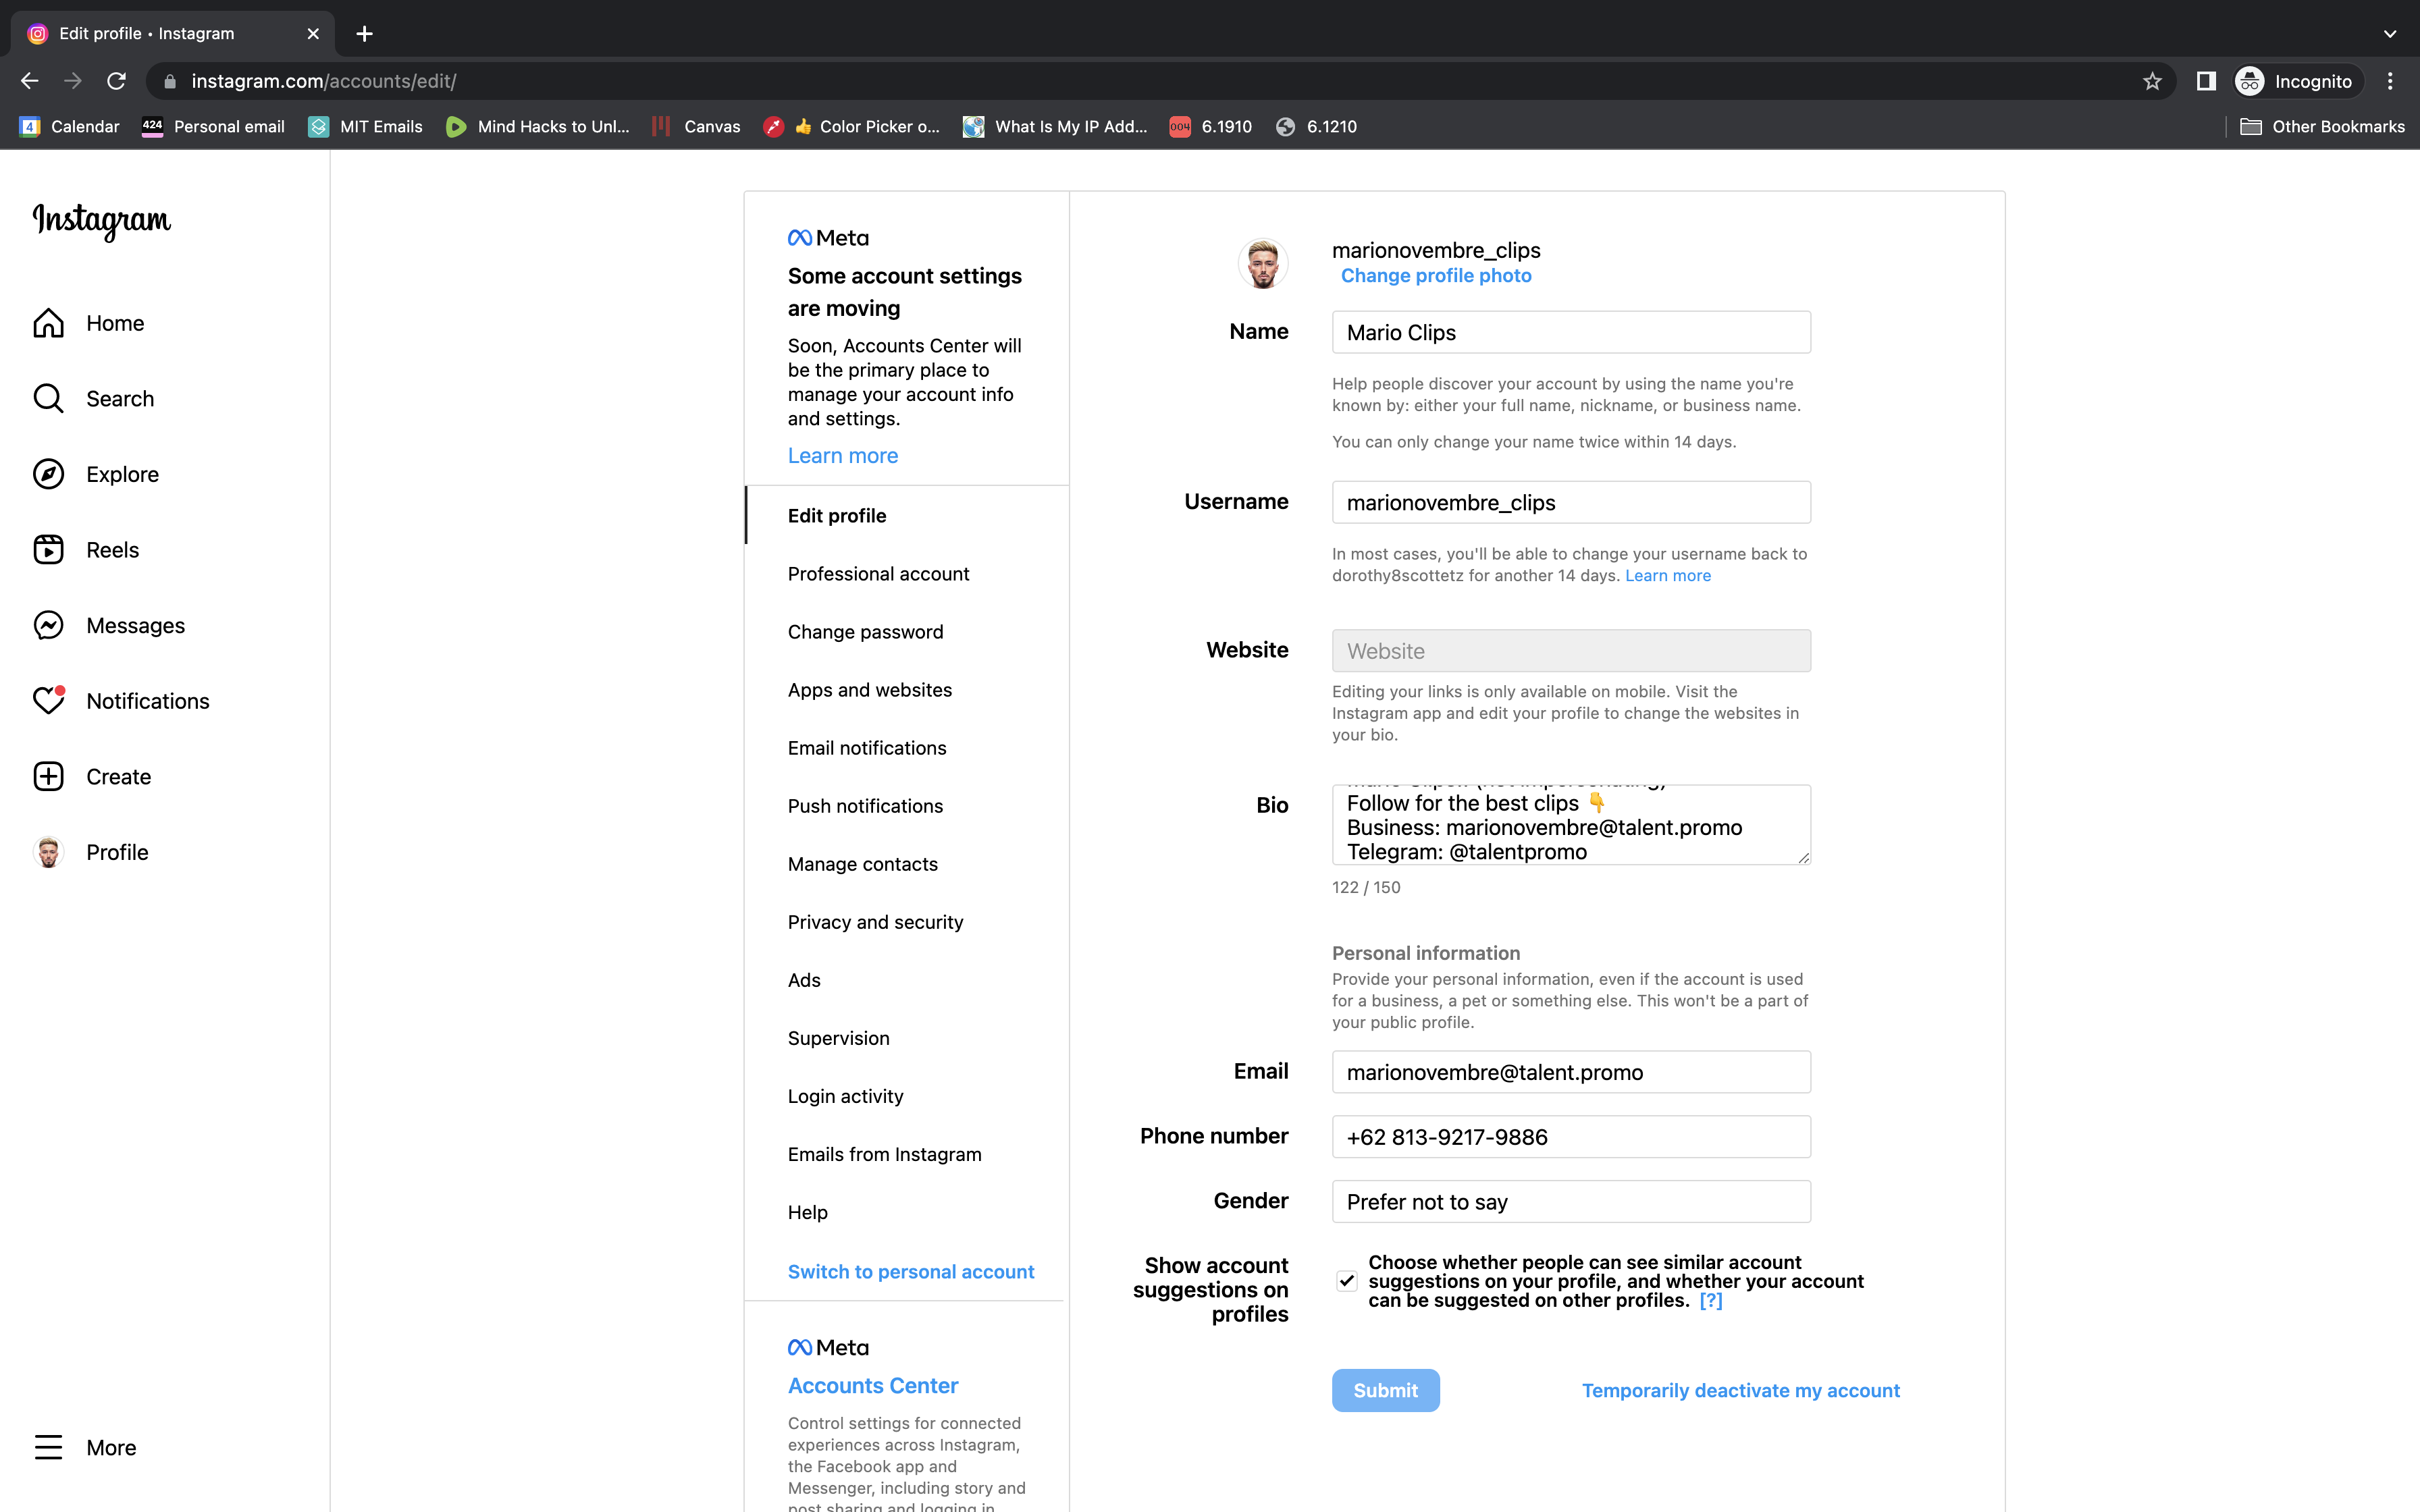 Edit profile • Instagram
instagram.com/accounts/edit/
Incognito
Calendar
424
Personal email
MIT Emails
Mind Hacks to Unl...
Canvas
👍 Color Picker o...
What Is My IP Add...
004
6.1910
6.1210
Other Bookmarks
Instagram
Home
Search
Explore
Reels
Messages
Notifications
Create
Profile
More
Meta
Some account settings
are moving
Soon, Accounts Center will
be the primary place to
manage your account info
and settings.
Learn more
Edit profile
Professional account
Change password
Apps and websites
Email notifications
Push notifications
Manage contacts
Privacy and security
Ads
Supervision
Login activity
Emails from Instagram
Help
Switch to personal account
Meta
Accounts Center
Control settings for connected
experiences across Instagram,
the Facebook app and
Messenger, including story and
post sharing and logging in.
marionovembre_clips
Change profile photo
Name
Mario Clips
Help people discover your account by using the name you're
known by: either your full name, nickname, or business name.
You can only change your name twice within 14 days.
Username
marionovembre_clips
In most cases, you'll be able to change your username back to
dorothy8scottetz for another 14 days. Learn more
Website
Website
Editing your links is only available on mobile. Visit the
Instagram app and edit your profile to change the websites in
your bio.
Bio
(not impersonating)
Follow for the best clips 👇
Business: marionovembre@talent.promo
Telegram: @talentpromo
122 / 150
Personal information
Provide your personal information, even if the account is used
for a business, a pet or something else. This won't be a part of
your public profile.
Email
marionovembre@talent.promo
Phone number
+62 813-9217-9886
Gender
Prefer not to say
Show account
suggestions on
profiles
Choose whether people can see similar account
suggestions on your profile, and whether your account
can be suggested on other profiles. [?]
Submit
Temporarily deactivate my account